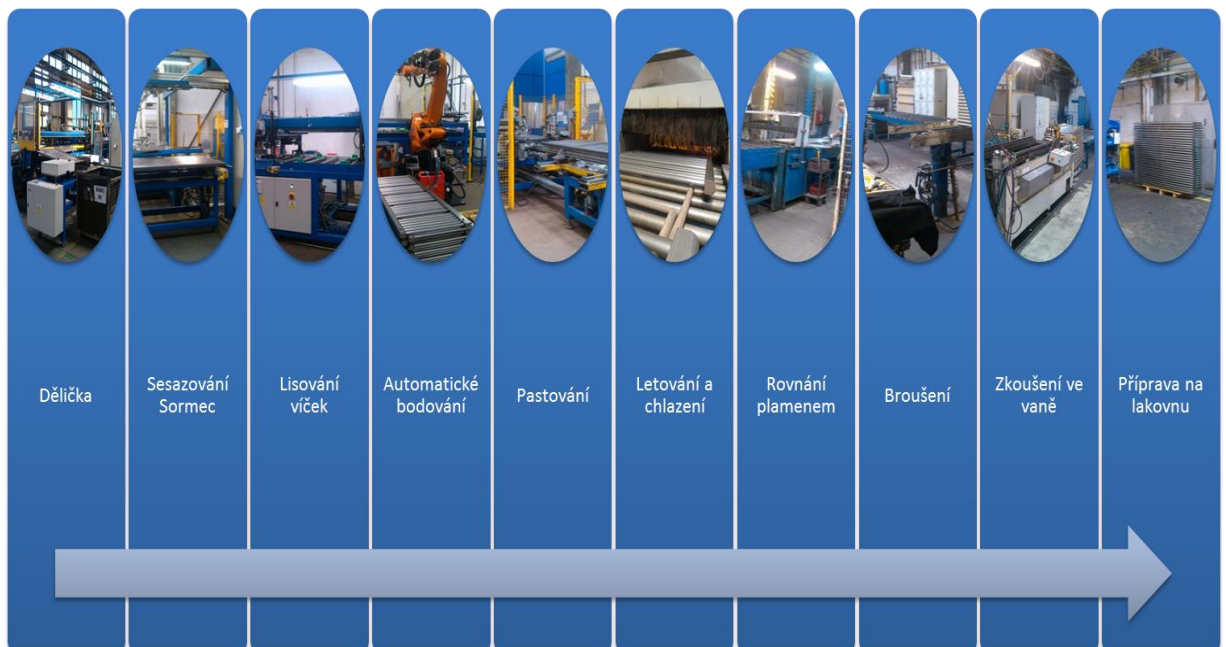 Dělička
Sesazování
Sormec
Lisování
víček
Automatické
bodování
Pastování
Letování a
chlazení
Rovnání
plamenem
Broušení
Zkoušení ve
vaně
Příprava na
lakovnu